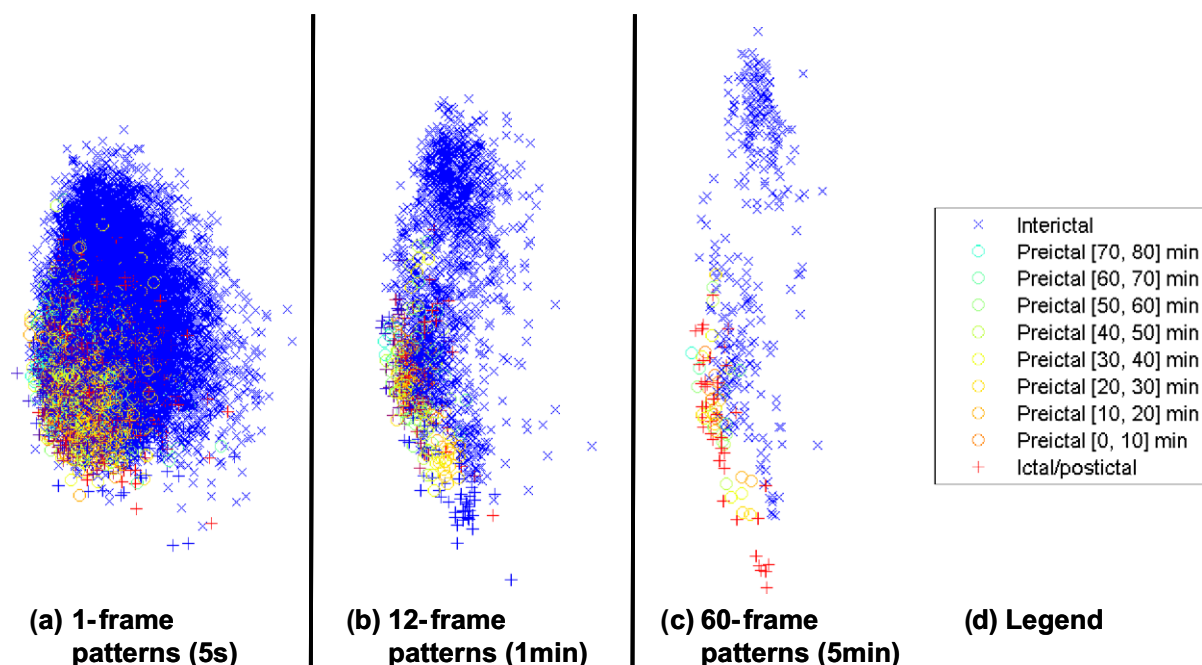 Interictal
Preictal [70, 80] min
Preictal [60, 70] min
Preictal [50, 60] min
Preictal [40, 50] min
Preictal [30, 40] min
Preictal [20, 30] min
Preictal [10, 20] min
Preictal [0, 10] min
Ictal/postictal
(a) 1-frame
patterns (5s)
(b) 12-frame
patterns (1min)
(c) 60-frame
patterns (5min)
(d) Legend